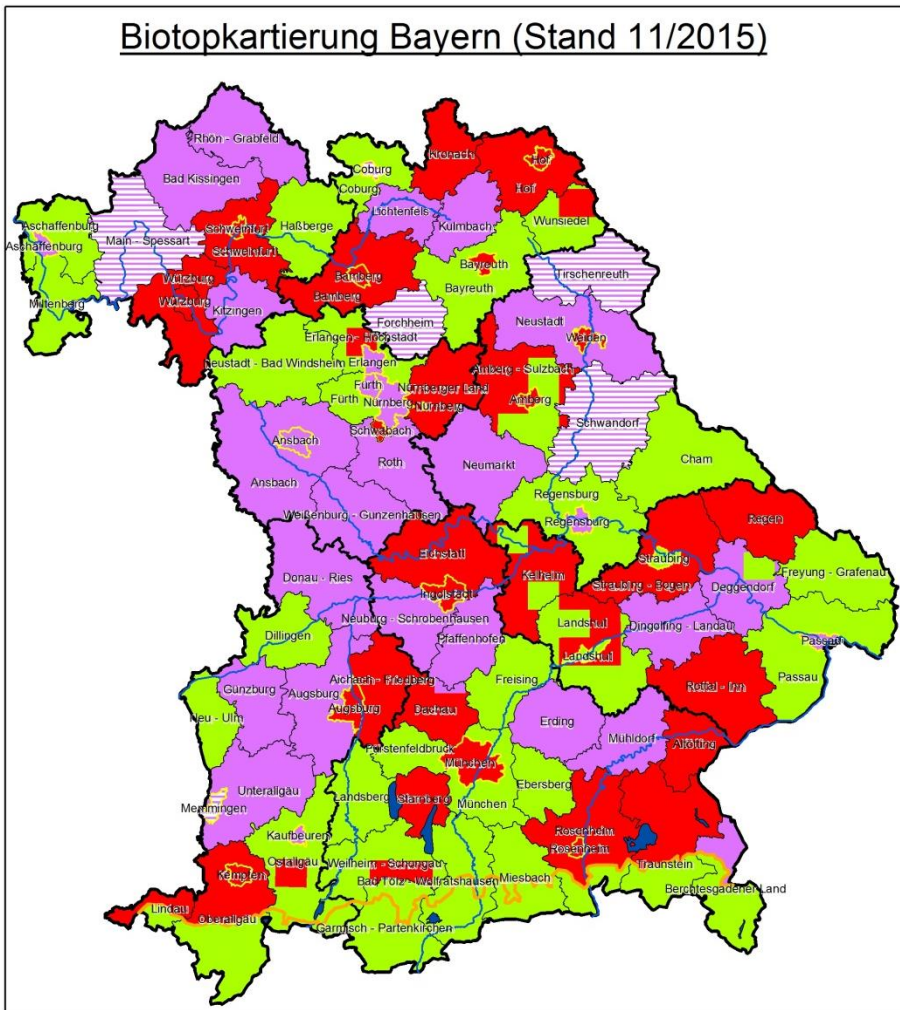 Biotopkartierung Bayern (Stand 11/2015)
Rhön - Grabfeld
Bad Kissingen
Coburg
Coburg
Kronach
Hof
Hof
Lichtenfels
Kulmbach
Wunsiedel
Aschaffenburg
Aschaffenburg
Main - Spessart
Schweinfurt
Schweinfurt
Haßberge
Bamberg
Bamberg
Bayreuth
Bayreuth
Tirschenreuth
Miltenberg
Würzburg
Würzburg
Kitzingen
Forchheim
Neustadt
Weiden
Erlangen - Höchstadt
Neustadt - Bad Windsheim
Erlangen
Fürth
Fürth
Nürnberg
Nürnberger Land
Nürnberg
Amberg - Sulzbach
Amberg
Schwabach
Schwandorf
Ansbach
Ansbach
Roth
Neumarkt
Cham
Weißenburg - Gunzenhausen
Regensburg
Regensburg
Regen
Eichstätt
Straubing
Straubing - Bogen
Kelheim
Deggendorf
Freyung - Grafenau
Donau - Ries
Ingolstadt
Neuburg - Schrobenhausen
Pfaffenhofen
Landshut
Landshut
Dingolfing - Landau
Passau
Passau
Dillingen
Günzburg
Augsburg
Aichach - Friedberg
Augsburg
Freising
Rottal - Inn
Neu - Ulm
Dachau
Erding
Mühldorf
Altötting
Fürstenfeldbruck
München
München
Ebersberg
Unterallgäu
Memmingen
Landsberg
Starnberg
Kaufbeuren
Rosenheim
Rosenheim
Ostallgäu
Kempten
Weilheim - Schongau
Bad Tölz - Wolfratshausen
Miesbach
Traunstein
Berchtesgadener Land
Lindau
Oberallgäu
Garmisch - Partenkirchen